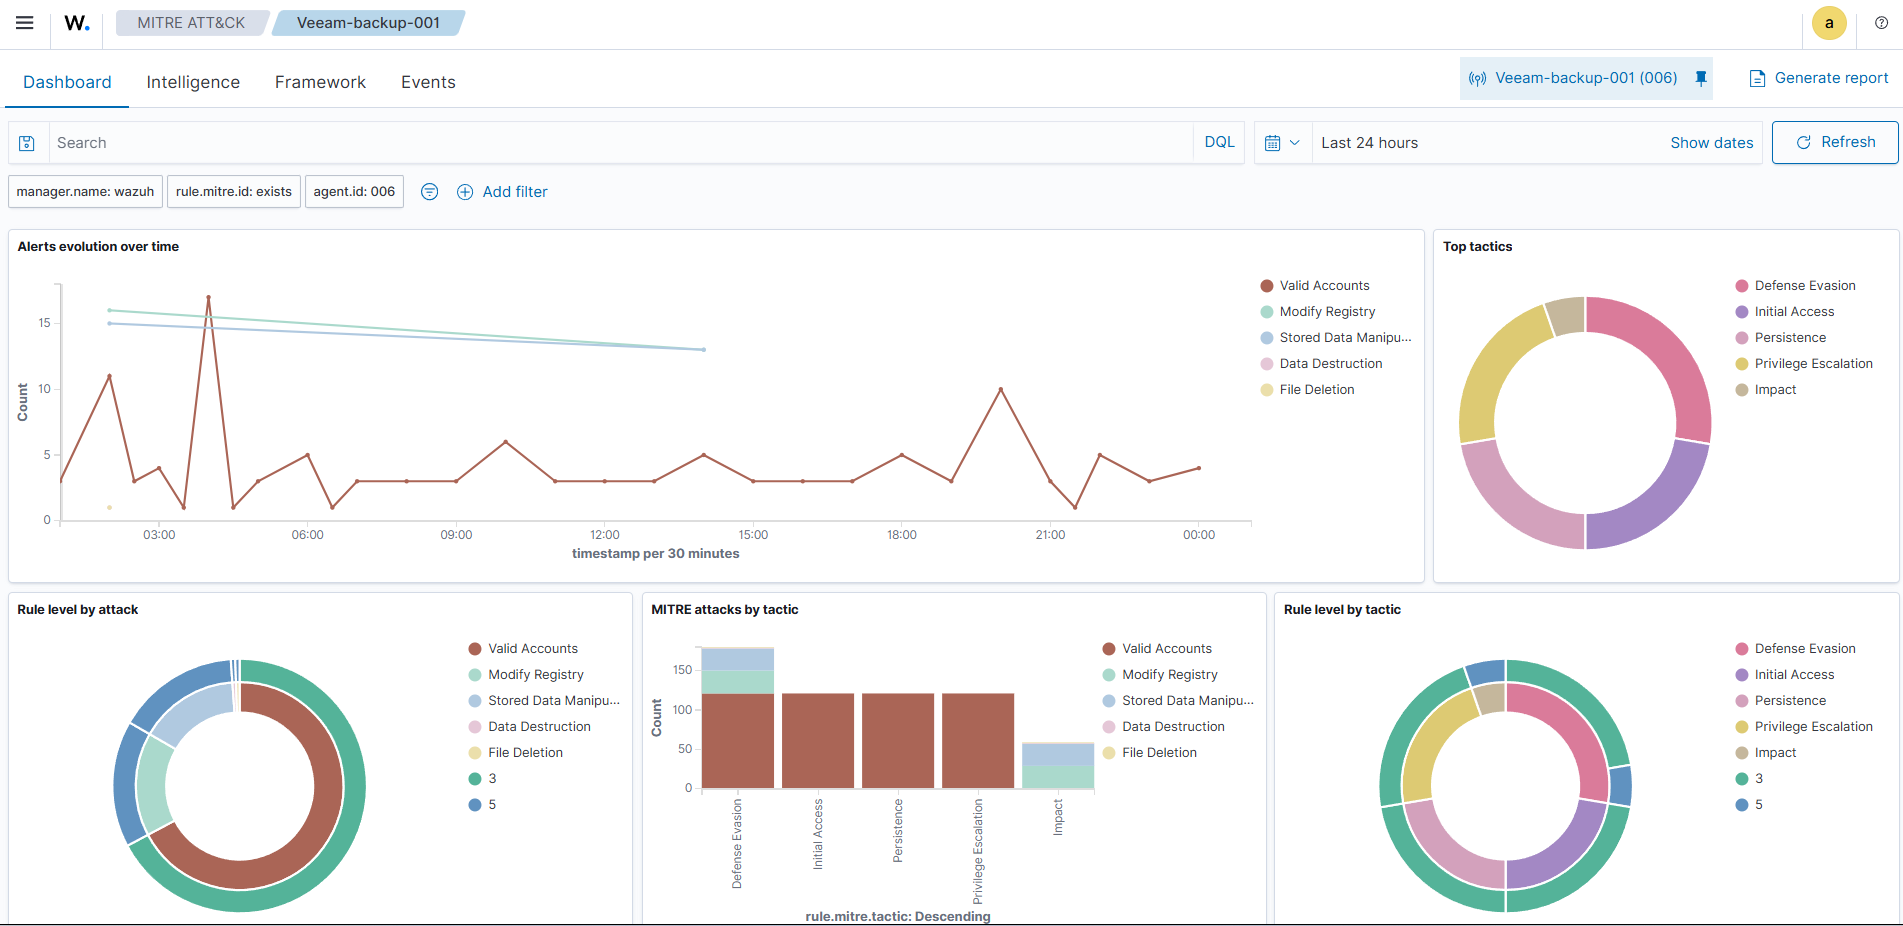 W. MITRE ATT&CK Veeam-backup-001 a
Dashboard Intelligence Framework Events Veeam-backup-001 (006) Generate report
Search DQL Last 24 hours Show dates Refresh
manager.name: wazuh rule.mitre.id: exists agent.id: 006 Add filter
Alerts evolution over time
Count
15
10
5
0
03:00 06:00 09:00 12:00 15:00 18:00 21:00 00:00
timestamp per 30 minutes
Valid Accounts
Modify Registry
Stored Data Manipu...
Data Destruction
File Deletion
Top tactics
Defense Evasion
Initial Access
Persistence
Privilege Escalation
Impact
Rule level by attack
Valid Accounts
Modify Registry
Stored Data Manipu...
Data Destruction
File Deletion
3
5
MITRE attacks by tactic
Count
150
100
50
0
Defense Evasion
Initial Access
Persistence
Privilege Escalation
Impact
rule.mitre.tactic: Descending
Valid Accounts
Modify Registry
Stored Data Manipu...
Data Destruction
File Deletion
Rule level by tactic
Defense Evasion
Initial Access
Persistence
Privilege Escalation
Impact
3
5